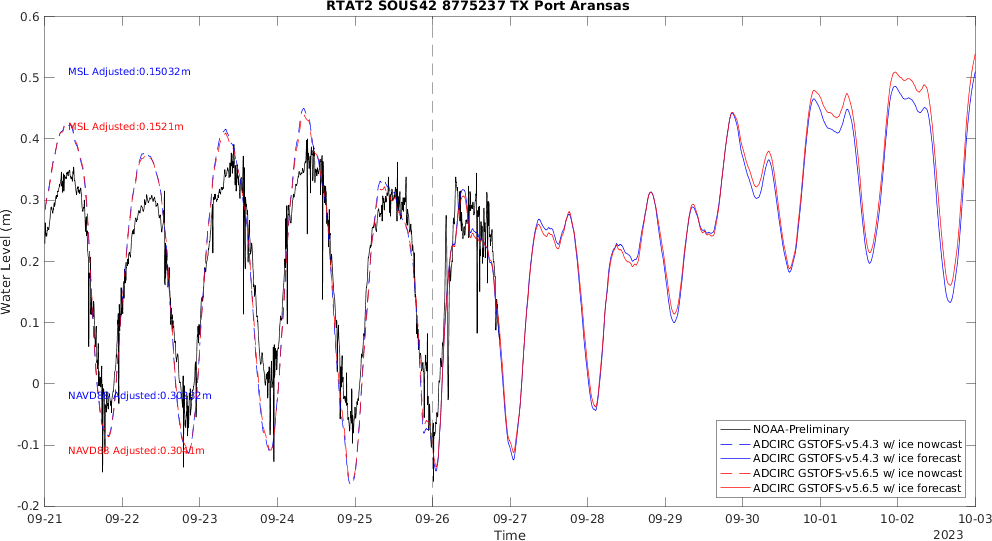 RTAT2 SOUS42 8775237 TX Port Aransas
Water Level (m)
0.6
0.5
0.4
0.3
0.2
0.1
0
-0.1
-0.2
MSL Adjusted:0.15032m
MSL Adjusted:0.1521m
NAVD88 Adjusted:
NAVD88 Adjusted:
NOAA-Preliminary
ADCIRC GSTOFS-v5.4.3 w/ ice nowcast
ADCIRC GSTOFS-v5.4.3 w/ ice forecast
ADCIRC GSTOFS-v5.6.5 w/ ice nowcast
ADCIRC GSTOFS-v5.6.5 w/ ice forecast
09-21 09-22 09-23 09-24 09-25 09-26 09-27 09-28 09-29 09-30 10-01 10-02 10-03
Time
2023